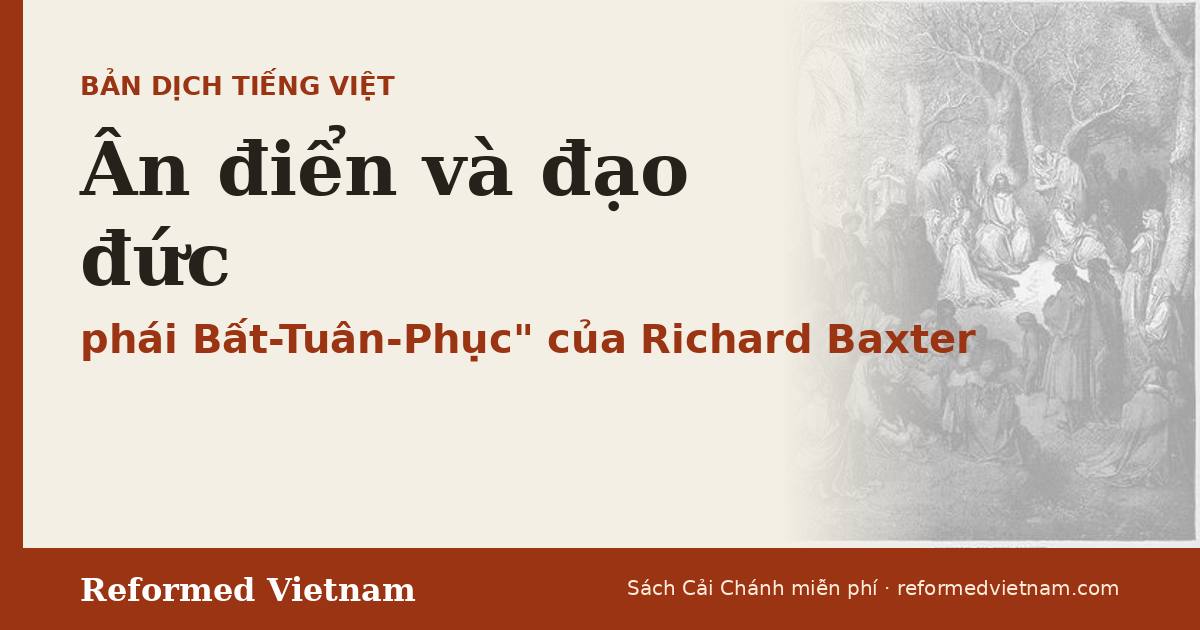 BẢN DỊCH TIẾNG VIỆT
Ân điển và đạo
đức
phái Bất-Tuân-Phục" của Richard Baxter
Reformed Vietnam
Sách Cải Chánh miễn phí · reformedvietnam.com